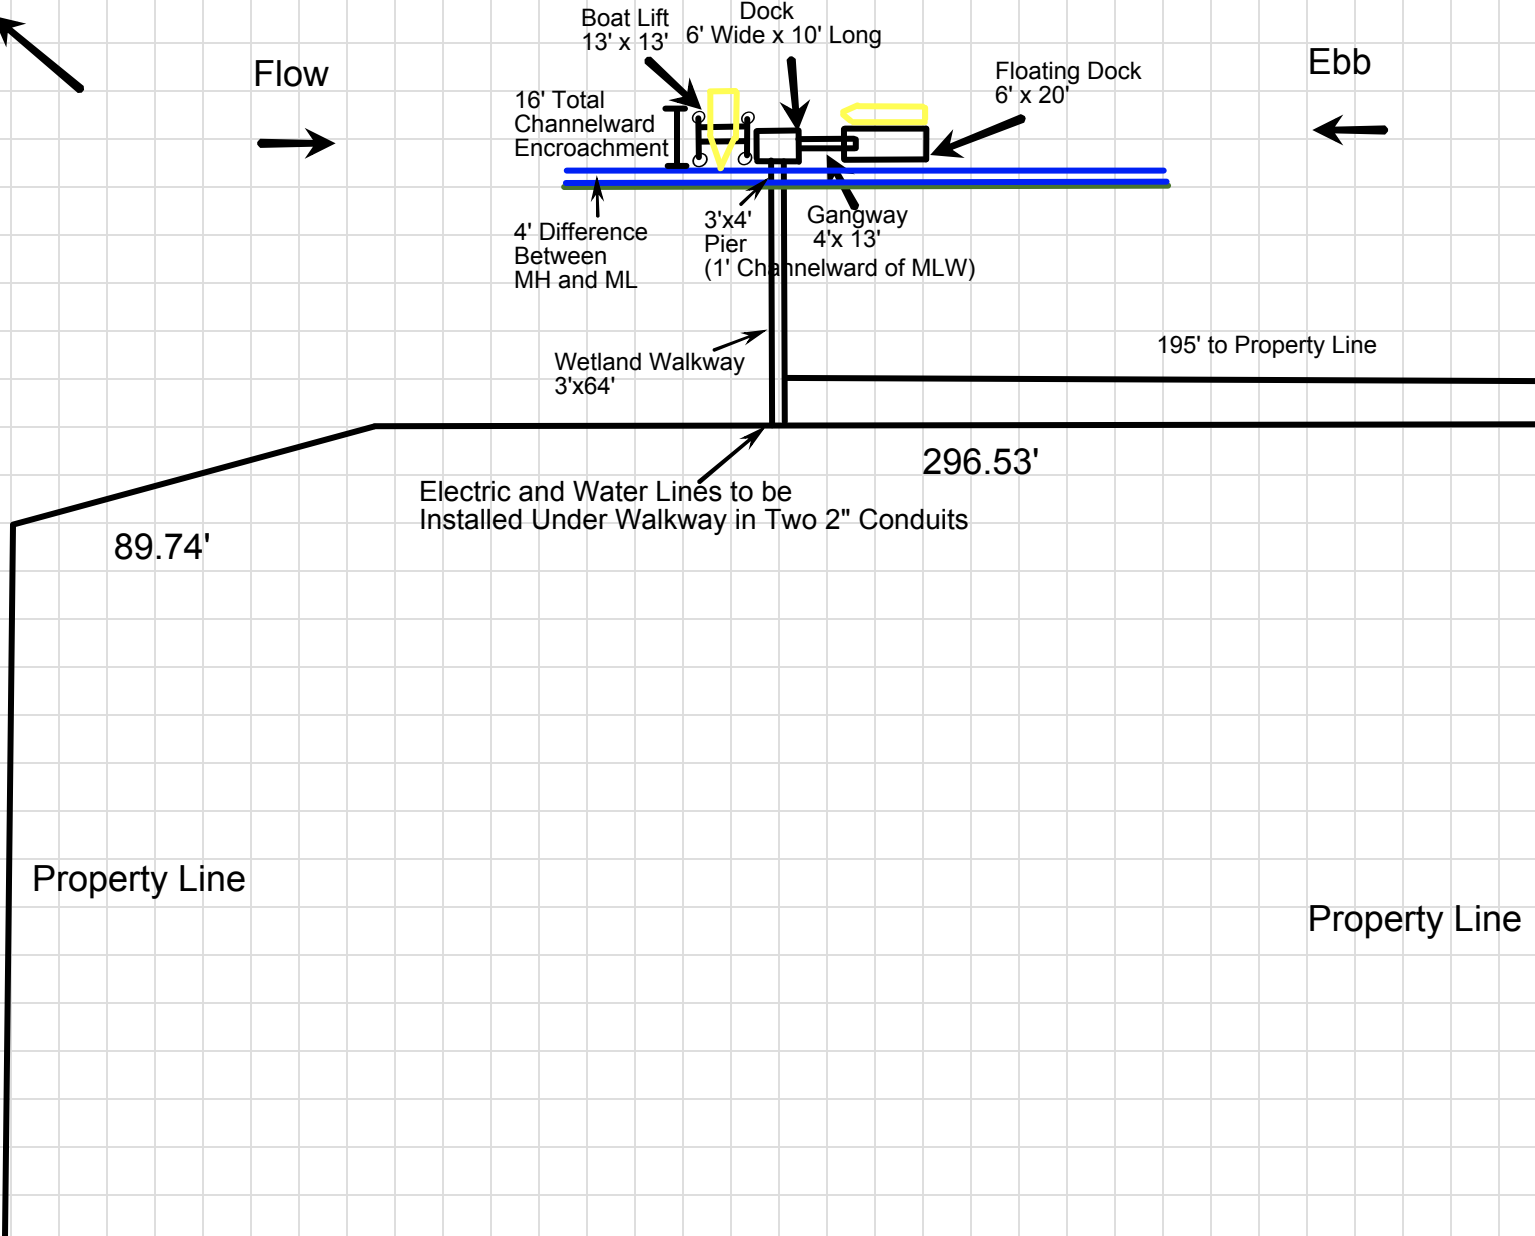 Boat Lift
13' x 13'
Dock
6' Wide x 10' Long
Flow
Ebb
Floating Dock
6' x 20'
16' Total
Channelward
Encroachment
4' Difference
Between
MH and ML
3'x4'
Pier
(1' Channelward of MLW)
Gangway
4'x 13'
Wetland Walkway
3'x64'
195' to Property Line
296.53'
Electric and Water Lines to be
Installed Under Walkway in Two 2" Conduits
89.74'
Property Line
Property Line